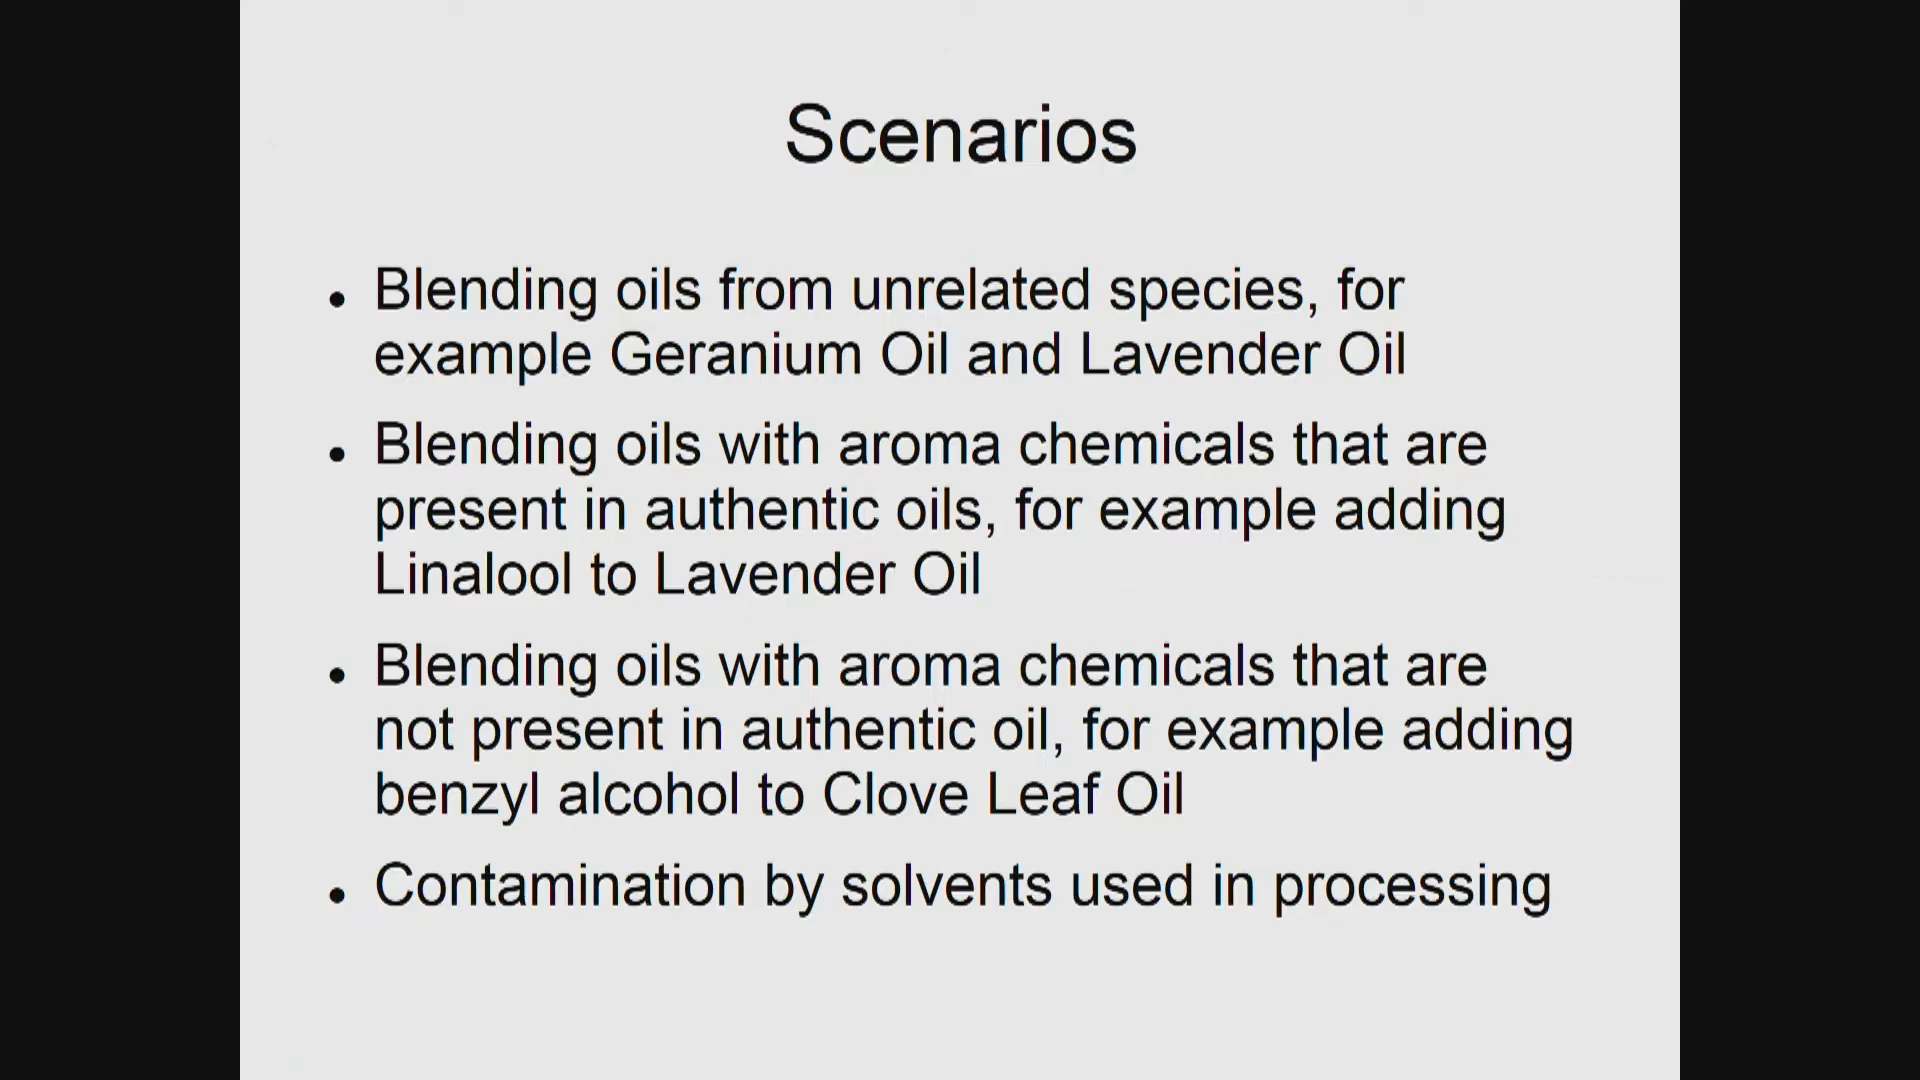 Scenarios
• Blending oils from unrelated species, for
example Geranium Oil and Lavender Oil
• Blending oils with aroma chemicals that are
present in authentic oils, for example adding
Linalool to Lavender Oil
• Blending oils with aroma chemicals that are
not present in authentic oil, for example adding
benzyl alcohol to Clove Leaf Oil
• Contamination by solvents used in processing